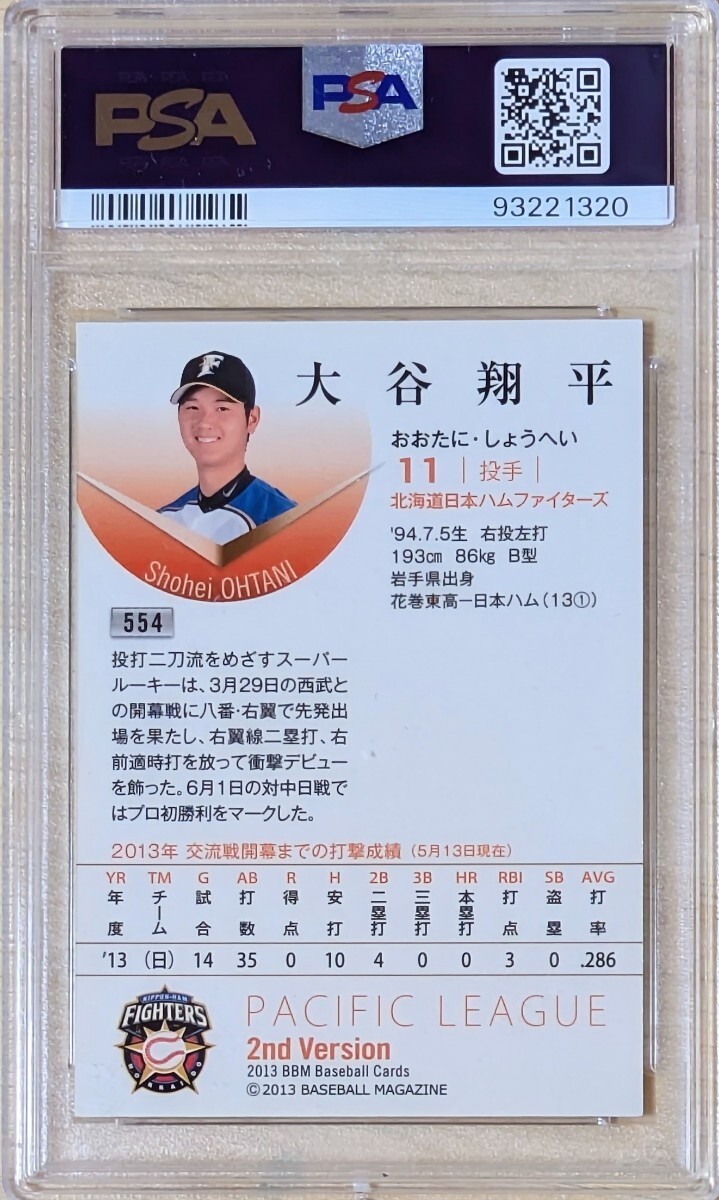 PSA
PSA
93221320
F
大谷翔平
おおたに・しょうへい
11 | 投手 |
北海道日本ハムファイターズ
'94.7.5生 右投左打
193cm 86kg B型
岩手県出身
花巻東高ー日本ハム(13①)
Shohei OHTANI
554
投打二刀流をめざすスーパー
ルーキーは、3月29日の西武と
の開幕戦に八番・右翼で先発出
場を果たし、右翼線二塁打、右
前適時打を放って衝撃デビュー
を飾った。6月1日の対中日戦で
はプロ初勝利をマークした。
2013年 交流戦開幕までの打撃成績(5月13日現在)
YR TM G AB R H 2B 3B HR RBI SB AVG
年度 チーム 試合 打数 得点 安打 二塁打 三塁打 本塁打 打点 盗塁 打率
'13 (日) 14 35 0 10 4 0 0 3 0 .286
NIPPON-HAM
FIGHTERS
HOKKAIDO
PACIFIC LEAGUE
2nd Version
2013 BBM Baseball Cards
©2013 BASEBALL MAGAZINE